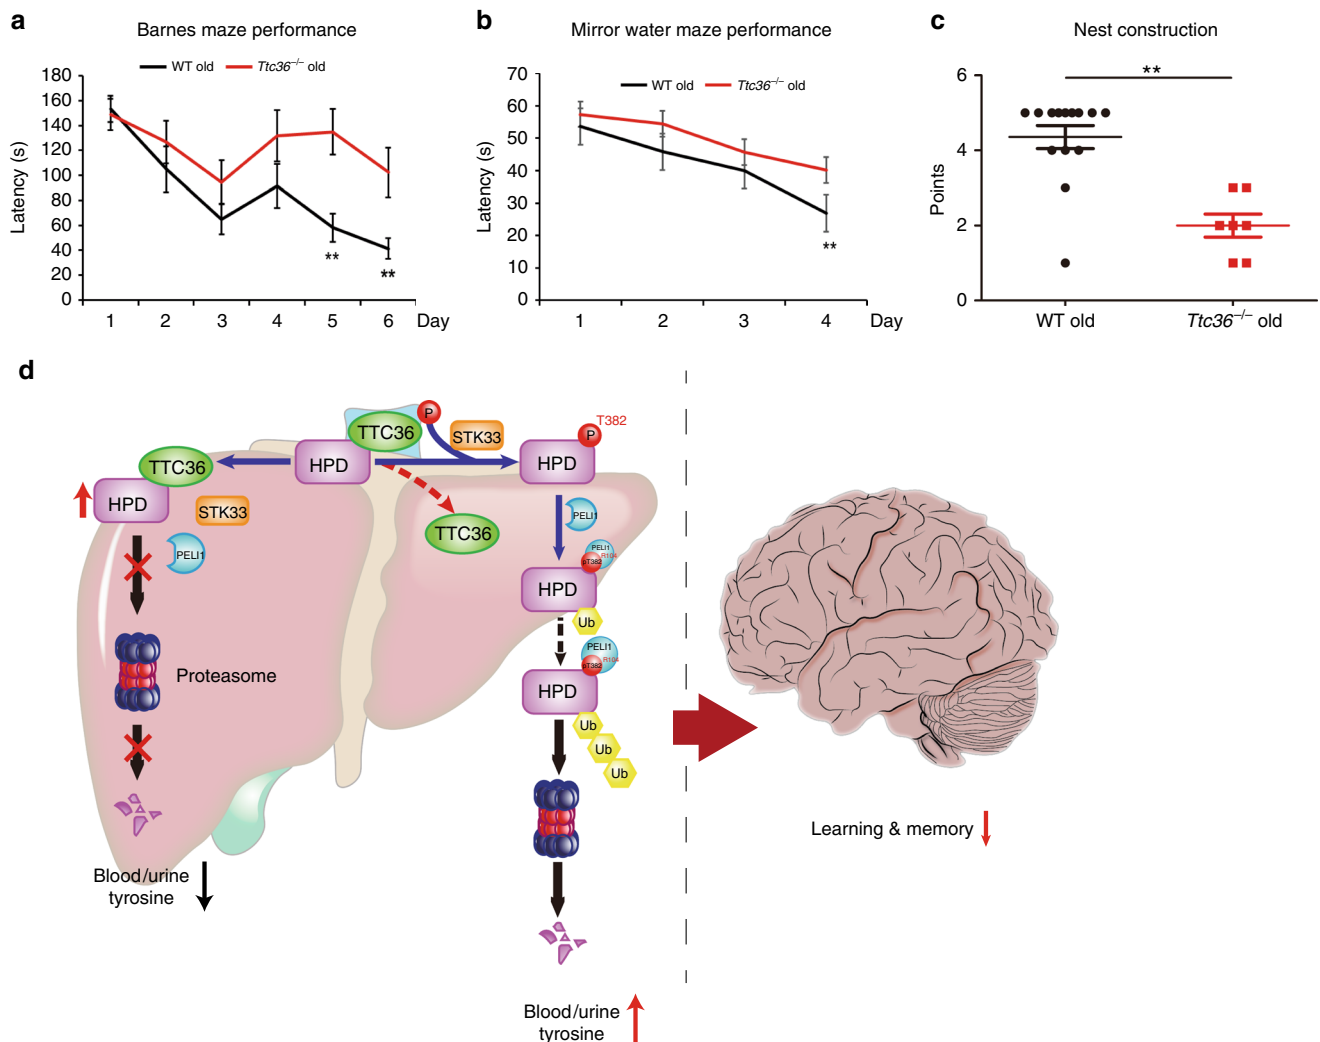 a
Barnes maze performance
WT old
Ttc36⁻/⁻ old
Latency (s)
180
160
140
120
100
80
60
40
20
0
**
**
1 2 3 4 5 6 Day
b
Mirror water maze performance
WT old
Ttc36⁻/⁻ old
Latency (s)
70
60
50
40
30
20
10
0
**
1 2 3 4 Day
c
Nest construction
**
Points
6
4
2
0
WT old
Ttc36⁻/⁻ old
d
TTC36
P
STK33
T382
P
TTC36
HPD
HPD
HPD
STK33
TTC36
PELI1
PELI1
PELI1
R104
pT382
HPD
Ub
PELI1
R104
pT382
HPD
Proteasome
Ub
Ub
Ub
Learning & memory
Blood/urine
tyrosine
Blood/urine
tyrosine